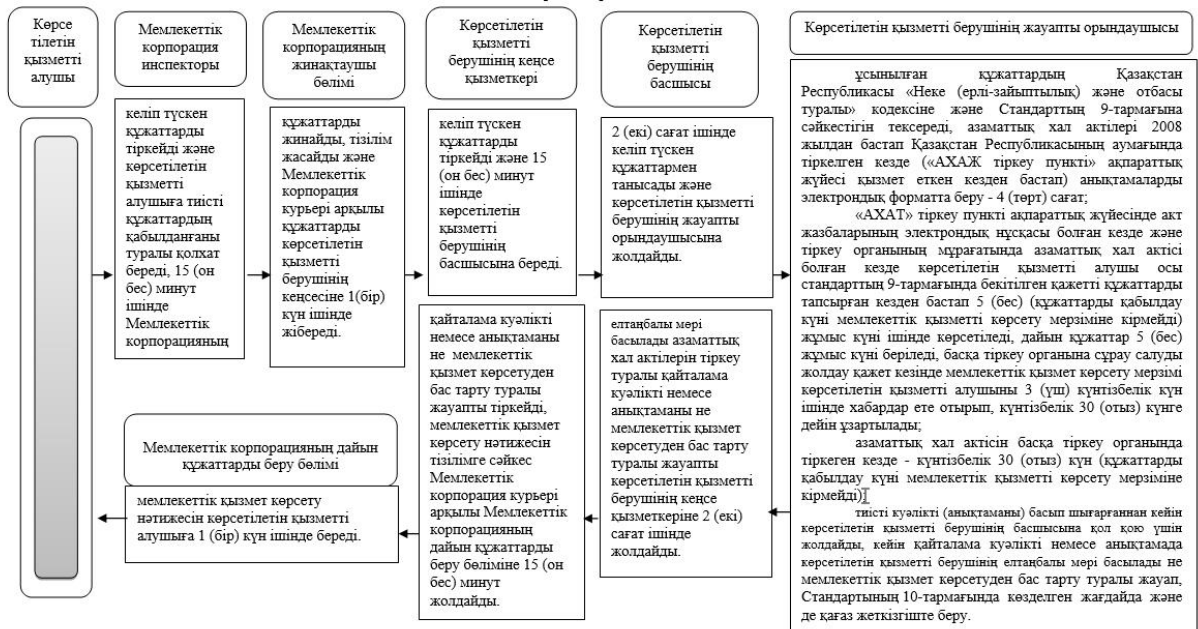 Көрсе
тілетін
қызметті
алушы
Мемлекеттік
корпорация
инспекторы
Мемлекеттік
корпорацияның
жинақтаушы
бөлімі
Көрсетілетін
қызметті
берушінің кеңсе
қызметкері
Көрсетілетін
қызметті
берушінің
басшысы
Көрсетілетін қызметті берушінің жауапты орындаушысы
келіп түскен
құжаттарды
тіркейді және
көрсетілетін
қызметті
алушыға тиісті
құжаттардың
қабылданғаны
туралы қолхат
береді, 15 (он
бес) минут
ішінде
Мемлекеттік
корпорацияның
құжаттарды
жинайды, тізілім
жасайды және
Мемлекеттік
корпорация
курьері арқылы
құжаттарды
көрсетілетін
қызметті
берушінің
кеңсесіне 1(бір)
күн ішінде
жібереді.
келіп түскен
құжаттарды
тіркейді және 15
(он бес) минут
ішінде
көрсетілетін
қызметті
берушінің
басшысына береді.
2 (екі) сағат ішінде
келіп түскен
құжаттармен
танысады және
көрсетілетін қызметті
берушінің жауапты
орындаушысына
жолдайды.
ұсынылған құжаттардың Қазақстан
Республикасы «Неке (ерлі-зайыптылық) және отбасы
туралы» кодексіне және Стандарттың 9-тармағына
сәйкестігін тексереді, азаматтық хал актілері 2008
жылдан бастап Қазақстан Республикасының аумағында
тіркелген кезде («АХАЖ тіркеу пункті» ақпараттық
жүйесі қызмет еткен кезден бастап) анықтамаларды
электрондық форматта беру - 4 (төрт) сағат;
«АХАТ» тіркеу пункті ақпараттық жүйесінде акт
жазбаларының электрондық нұсқасы болған кезде және
тіркеу органының мұрағатында азаматтық хал актісі
болған кезде көрсетілетін қызметті алушы осы
стандарттың 9-тармағында бекітілген қажетті құжаттарды
тапсырған кезден бастап 5 (бес) (құжаттарды қабылдау
күні мемлекеттік қызметті көрсету мерзіміне кірмейді)
жұмыс күні ішінде көрсетіледі, дайын құжаттар 5 (бес)
жұмыс күні беріледі, басқа тіркеу органына сұрау салуды
жолдау қажет кезінде мемлекеттік қызмет көрсету мерзімі
көрсетілетін қызметті алушыны 3 (үш) күнтізбелік күн
ішінде хабардар ете отырып, күнтізбелік 30 (отыз) күнге
дейін ұзартылады;
азаматтық хал актісін басқа тіркеу органында
тіркеген кезде - күнтізбелік 30 (отыз) күн (құжаттарды
қабылдау күні мемлекеттік қызметті көрсету мерзіміне
кірмейді)
тиісті куәлікті (анықтаманы) басып шығарғаннан кейін
көрсетілетін қызметті берушінің басшысына қол қою үшін
жолдайды, кейін қайталама куәлікті немесе анықтамада
көрсетілетін қызметті берушінің елтаңбалы мөрі басылады не
мемлекеттік қызмет көрсетуден бас тарту туралы жауап,
Стандартының 10-тармағында көзделген жағдайда және
де қағаз жеткізгіште беру.
елтаңбалы мөрі
басылады азаматтық
хал актілерін тіркеу
туралы қайталама
куәлікті немесе
анықтаманы не
мемлекеттік қызмет
көрсетуден бас тарту
туралы жауапты
көрсетілетін қызметті
берушінің кеңсе
қызметкеріне 2 (екі)
сағат ішінде
жолдайды.
қайталама куәлікті
немесе анықтаманы
не мемлекеттік
қызмет көрсетуден
бас тарту туралы
жауапты тіркейді,
мемлекеттік қызмет
көрсету нәтижесін
тізілімге сәйкес
Мемлекеттік
корпорация курьері
арқылы Мемлекеттік
корпорацияның
дайын құжаттарды
беру бөліміне 15 (он
бес) минут
жолдайды.
Мемлекеттік корпорацияның дайын
құжаттарды беру бөлімі
мемлекеттік қызмет көрсету
нәтижесін көрсетілетін қызметті
алушыға 1 (бір) күн ішінде береді.